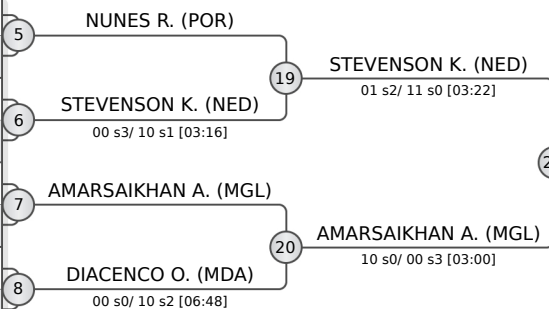 NUNES R. (POR)
5
STEVENSON K. (NED)
19
01 s2/ 11 s0 [03:22]
STEVENSON K. (NED)
6
00 s3/ 10 s1 [03:16]
AMARSAIKHAN A. (MGL)
7
AMARSAIKHAN A. (MGL)
20
10 s0/ 00 s3 [03:00]
DIACENCO O. (MDA)
8
00 s0/ 10 s2 [06:48]